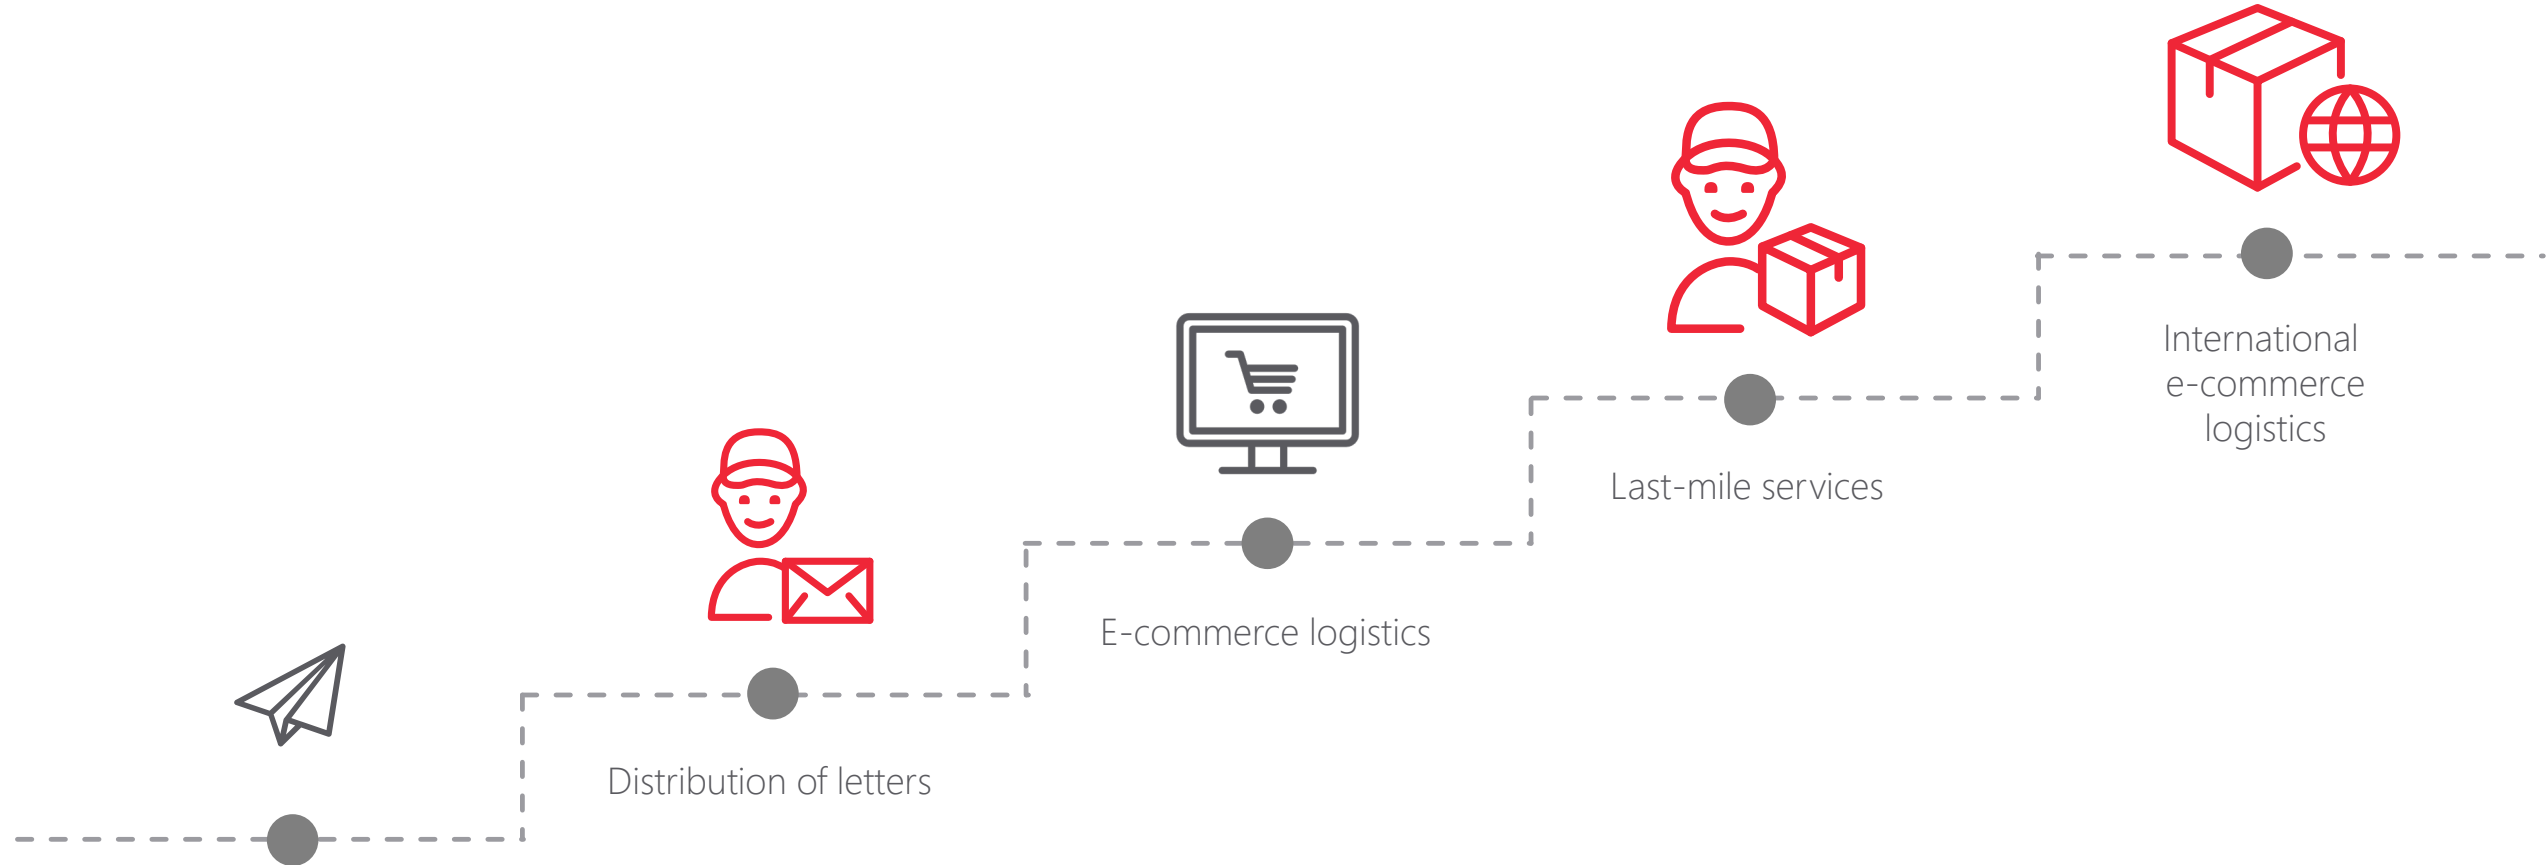 Distribution of letters
E-commerce logistics
Last-mile services
International
e-commerce
logistics